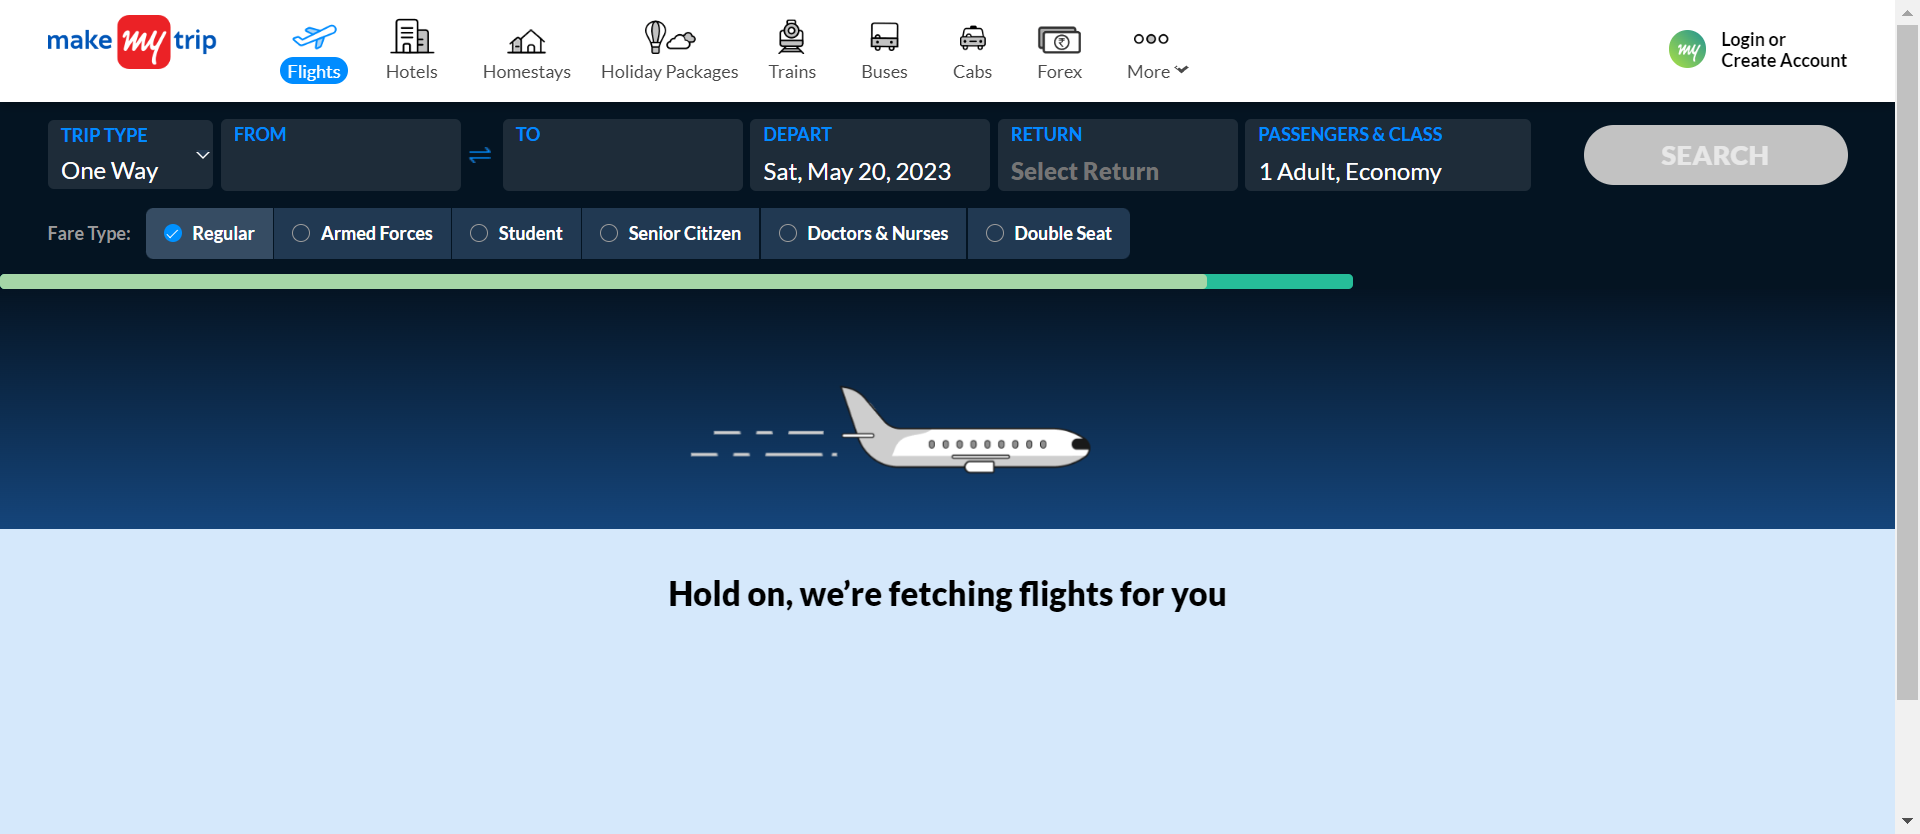 make my trip
Flights
Hotels
Homestays
Holiday Packages
Trains
Buses
Cabs
₹
Forex
More
my
Login or
Create Account
TRIP TYPE
One Way
FROM
TO
DEPART
Sat, May 20, 2023
RETURN
Select Return
PASSENGERS & CLASS
1 Adult, Economy
SEARCH
Fare Type:
Regular
Armed Forces
Student
Senior Citizen
Doctors & Nurses
Double Seat
Hold on, we’re fetching flights for you